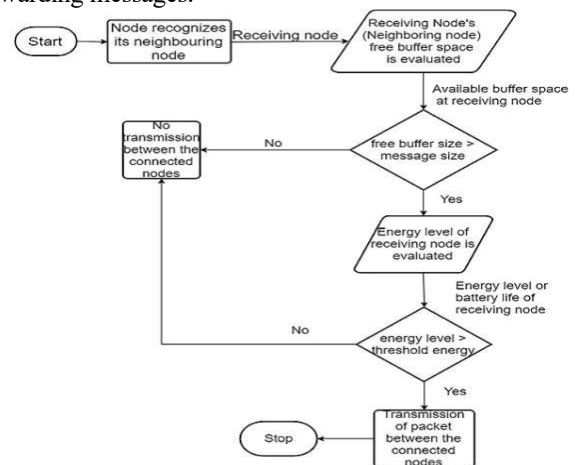 warding messages.
Start
Node recognizes
its neighbouring
node
Receiving node
Receiving Node's
(Neighboring node)
free buffer space
is evaluated
Available buffer space
at receiving node
free buffer size >
message size
No
No
transmission
between the
connected
nodes
Yes
Energy level of
receiving node is
evaluated
Energy level or
battery life of
receiving node
energy level >
threshold energy
No
Yes
Transmission
of packet
between the
connected
nodes
Stop